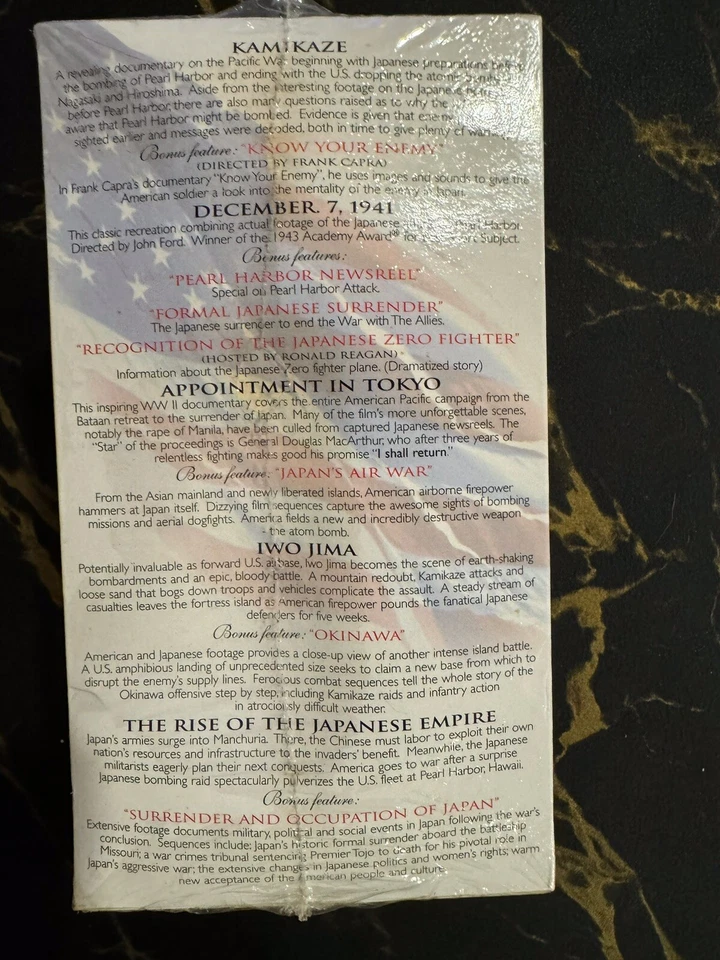 KAMIKAZE
A revealing documentary on the Pacific War beginning with Japanese preparations before
the bombing of Pearl Harbor and ending with the U.S. dropping the atomic bombs
Nagasaki and Hiroshima. Aside from the interesting footage on the Japanese
before Pearl Harbor, there are also many questions raised as to why the
aware that Pearl Harbor might be bombed. Evidence is given that enemy
sighted earlier and messages were decoded, both in time to give plenty of warning.
Bonus feature: "KNOW YOUR ENEMY"
(DIRECTED BY FRANK CAPRA)
In Frank Capra's documentary "Know Your Enemy", he uses images and sounds to give the
American soldier a look into the mentality of the enemy in Japan.
DECEMBER. 7, 1941
This classic recreation combining actual footage of the Japanese Pearl Harbor.
Directed by John Ford. Winner of the 1943 Academy Award® for Subject.
Bonus features:
"PEARL HARBOR NEWSREEL"
Special on Pearl Harbor Attack.
"FORMAL JAPANESE SURRENDER"
The Japanese surrender to end the War with The Allies.
"RECOGNITION OF THE JAPANESE ZERO FIGHTER"
(HOSTED BY RONALD REAGAN)
Information about the Japanese Zero fighter plane. (Dramatized story)
APPOINTMENT IN TOKYO
This inspiring WW II documentary covers the entire American Pacific campaign from the
Bataan retreat to the surrender of Japan. Many of the film's more unforgettable scenes,
notably the rape of Manila, have been culled from captured Japanese newsreels. The
"Star" of the proceedings is General Douglas MacArthur, who after three years of
relentless fighting makes good his promise "I shall return."
Bonus feature: "JAPAN'S AIR WAR"
From the Asian mainland and newly liberated islands, American airborne firepower
hammers at Japan itself. Dizzying film sequences capture the awesome sights of bombing
missions and aerial dogfights. America fields a new and incredibly destructive weapon
- the atom bomb.
IWO JIMA
Potentially invaluable as forward U.S. airbase, Iwo Jima becomes the scene of earth-shaking
bombardments and an epic, bloody battle. A mountain redoubt, Kamikaze attacks and
loose sand that bogs down troops and vehicles complicate the assault. A steady stream of
casualties leaves the fortress island as American firepower pounds the fanatical Japanese
defenders for five weeks.
Bonus feature: "OKINAWA"
American and Japanese footage provides a close-up view of another intense island battle.
A U.S. amphibious landing of unprecedented size seeks to claim a new base from which to
disrupt the enemy's supply lines. Ferocious combat sequences tell the whole story of the
Okinawa offensive step by step, including Kamikaze raids and infantry action
in atrociously difficult weather.
THE RISE OF THE JAPANESE EMPIRE
Japan's armies surge into Manchuria. There, the Chinese must labor to exploit their own
nation's resources and infrastructure to the invaders' benefit. Meanwhile, the Japanese
militarists eagerly plan their next conquests. America goes to war after a surprise
Japanese bombing raid spectacularly pulverizes the U.S. fleet at Pearl Harbor, Hawaii.
Bonus feature:
"SURRENDER AND OCCUPATION OF JAPAN"
Extensive footage documents military, political and social events in Japan following the war's
conclusion. Sequences include: Japan's historic formal surrender aboard the battleship
Missouri; a war crimes tribunal sentencing Premier Tojo to death for his pivotal role in
Japan's aggressive war; the extensive changes in Japanese politics and women's rights; warm
new acceptance of the American people and culture.